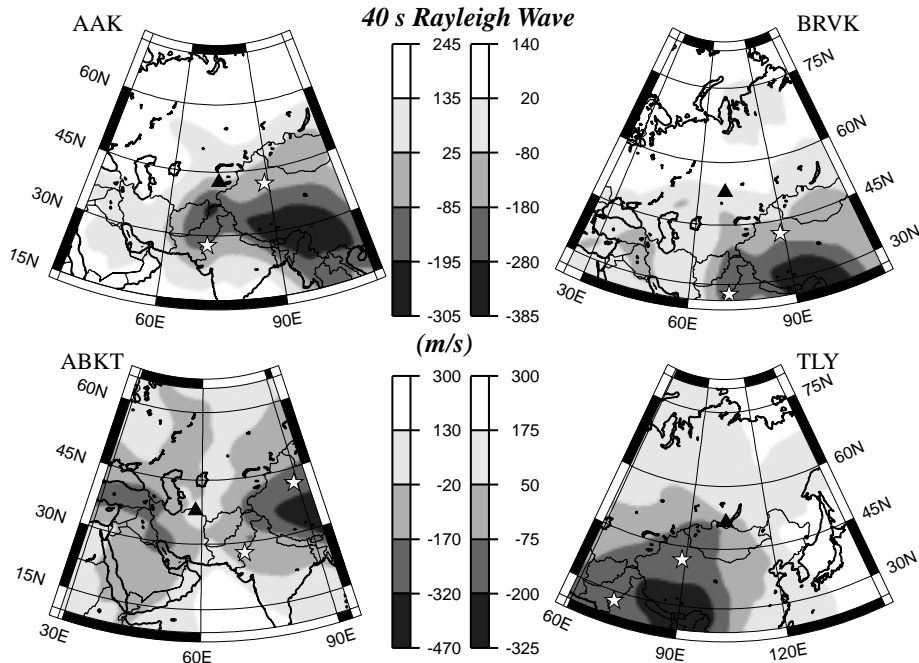 40 s Rayleigh Wave
AAK
BRVK
60N
45N
30N
15N
60E
90E
245
135
25
-85
-195
-305
140
20
-80
-180
-280
-385
75N
60N
45N
30N
30E
60E
90E
(m/s)
ABKT
TLY
60N
45N
30N
15N
30E
60E
90E
300
130
-20
-170
-320
-470
300
175
50
-75
-200
-325
75N
60N
45N
30N
60E
90E
120E